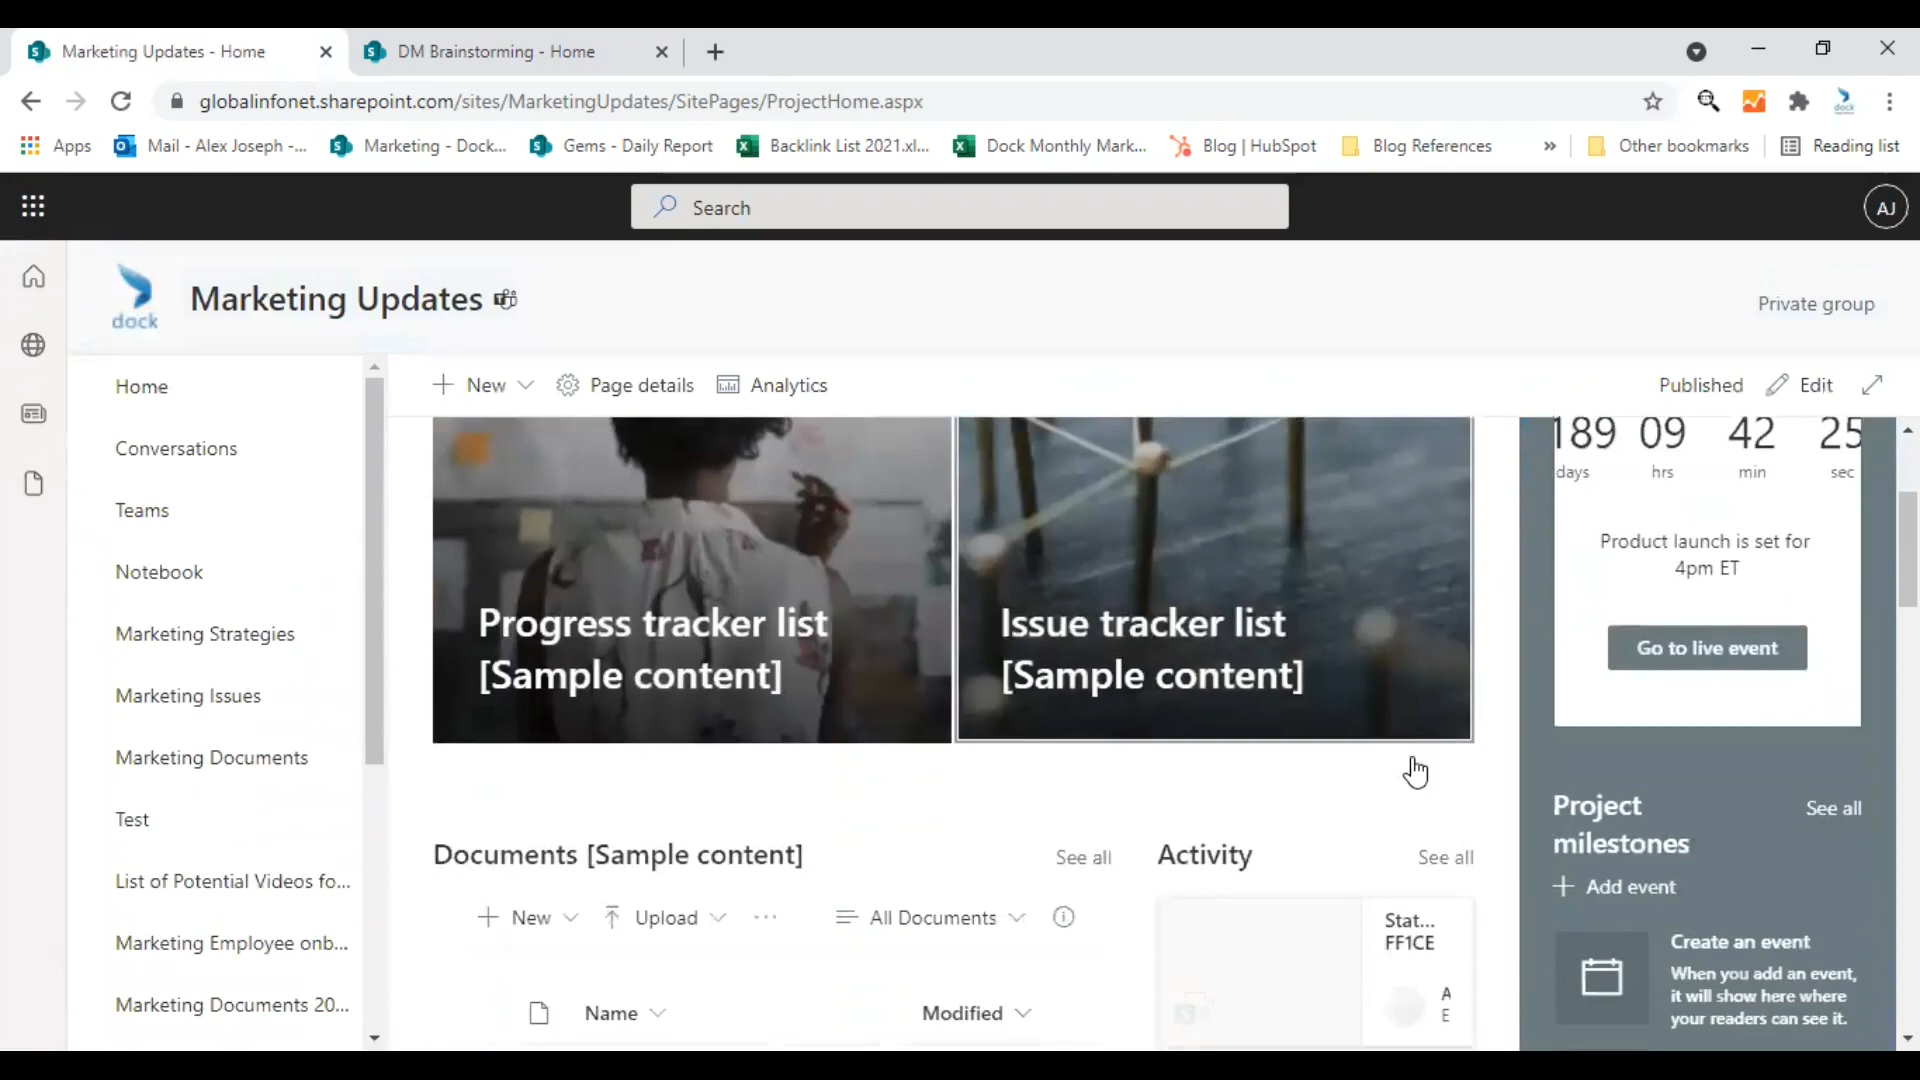 Marketing Updates - Home
DM Brainstorming - Home
globalinfonet.sharepoint.com/sites/MarketingUpdates/SitePages/ProjectHome.aspx
dock
Apps
Mail - Alex Joseph -...
Marketing - Dock...
Gems - Daily Report
Backlink List 2021.xl...
Dock Monthly Mark...
Blog | HubSpot
Blog References
»
Other bookmarks
Reading list
Search
AJ
dock
Marketing Updates
Private group
Home
Conversations
Teams
Notebook
Marketing Strategies
Marketing Issues
Marketing Documents
Test
List of Potential Videos fo...
Marketing Employee onb...
Marketing Documents 20...
+ New
Page details
Analytics
Published
Edit
Progress tracker list
[Sample content]
Issue tracker list
[Sample content]
189 09 42 25
days hrs min sec
Product launch is set for
4pm ET
Go to live event
Documents [Sample content]
See all
+ New
Upload
...
All Documents
Name
Modified
Activity
See all
Stat...
FF1CE
A
E
Project
milestones
See all
+ Add event
Create an event
When you add an event,
it will show here where
your readers can see it.